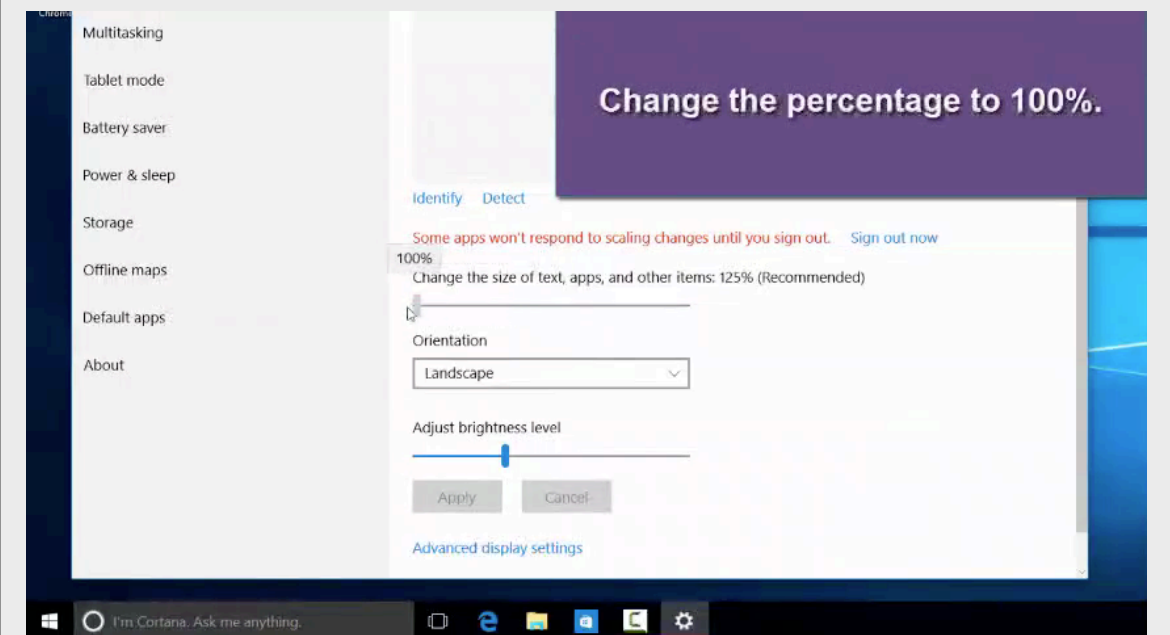 Chrome
Multitasking
Change the percentage to 100%.
Tablet mode
Battery saver
Power & sleep
Identify Detect
Storage
Some apps won't respond to scaling changes until you sign out. Sign out now
100%
Offline maps
Change the size of text, apps, and other items: 125% (Recommended)
Default apps
Orientation
About
Landscape
Adjust brightness level
Apply Cancel
Advanced display settings
I'm Cortana. Ask me anything.